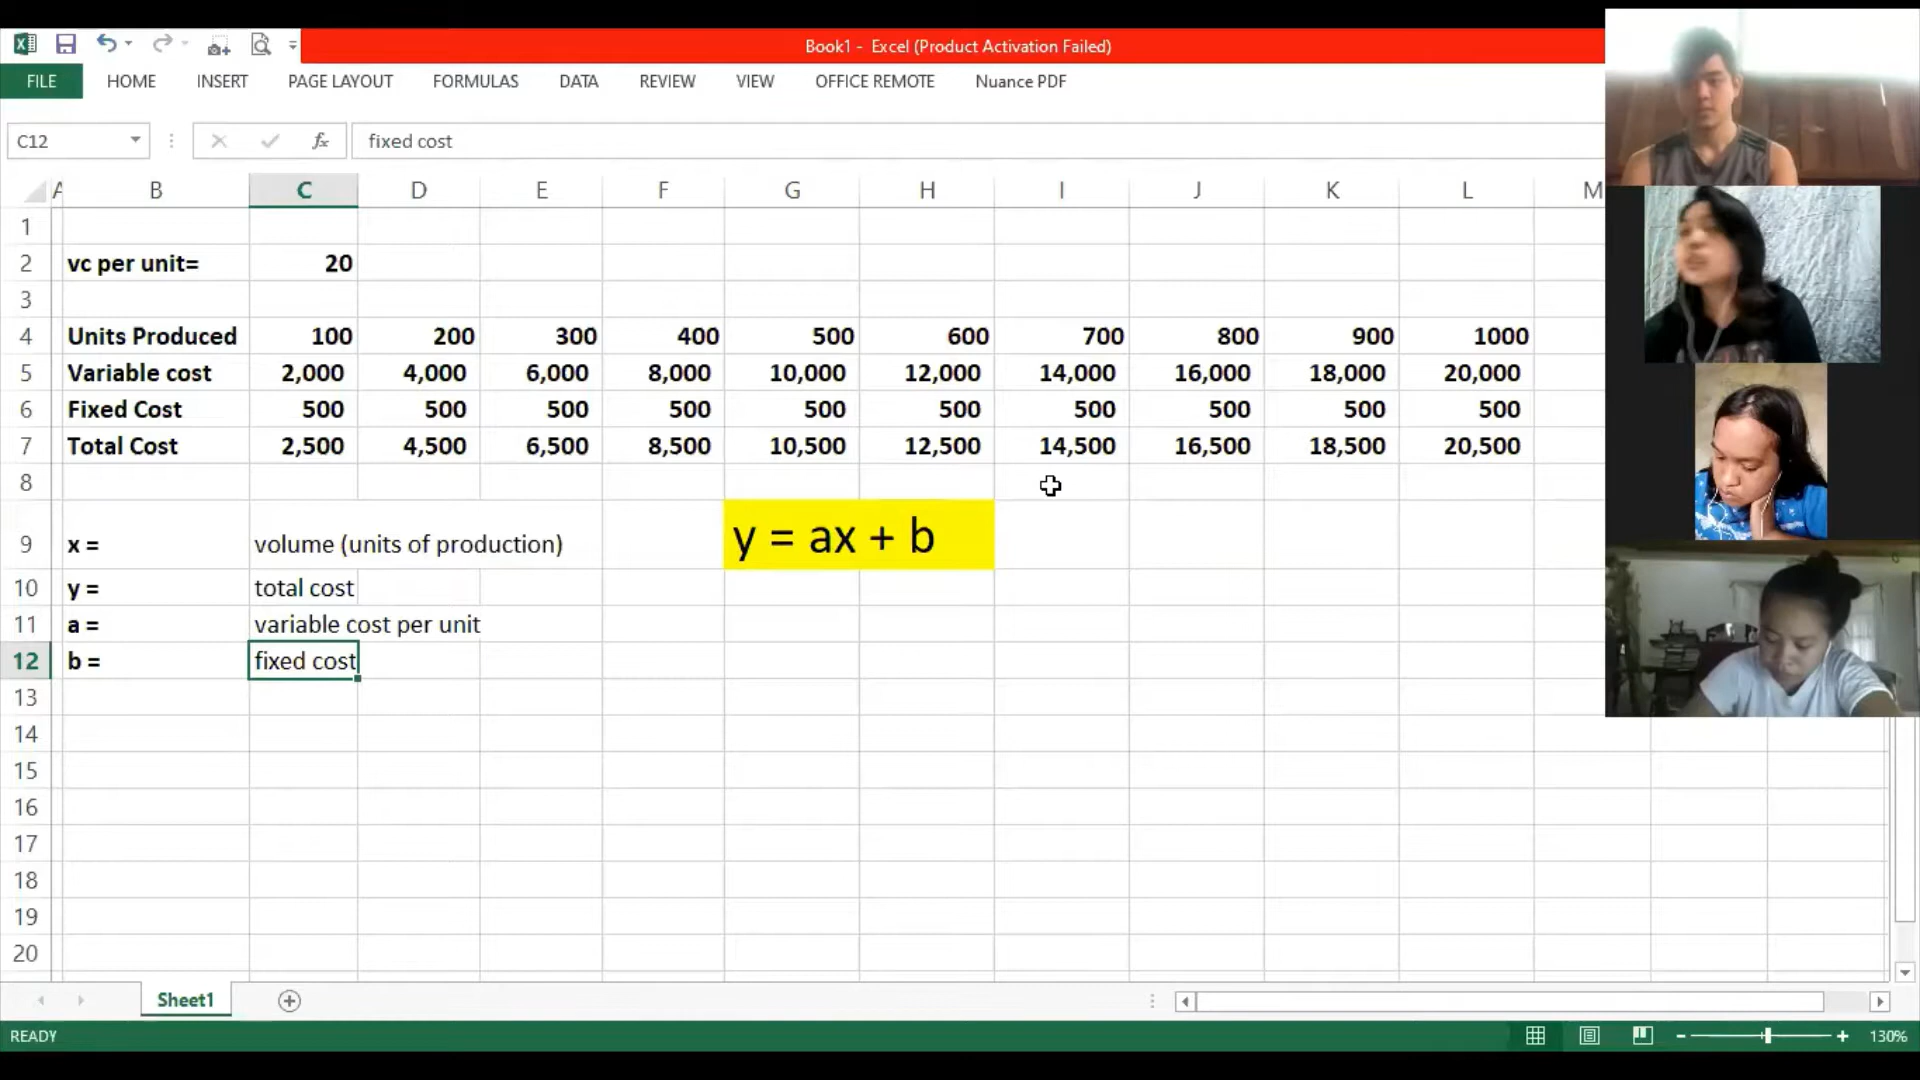 Book1 - Excel (Product Activation Failed)
FILE HOME INSERT PAGE LAYOUT FORMULAS DATA REVIEW VIEW OFFICE REMOTE Nuance PDF
C12 fx fixed cost
A B C D E F G H I J K L M
1
2 vc per unit= 20
3
4 Units Produced 100 200 300 400 500 600 700 800 900 1000
5 Variable cost 2,000 4,000 6,000 8,000 10,000 12,000 14,000 16,000 18,000 20,000
6 Fixed Cost 500 500 500 500 500 500 500 500 500 500
7 Total Cost 2,500 4,500 6,500 8,500 10,500 12,500 14,500 16,500 18,500 20,500
8
9 x = volume (units of production) y = ax + b
10 y = total cost
11 a = variable cost per unit
12 b = fixed cost
13
14
15
16
17
18
19
20
Sheet1
READY 130%